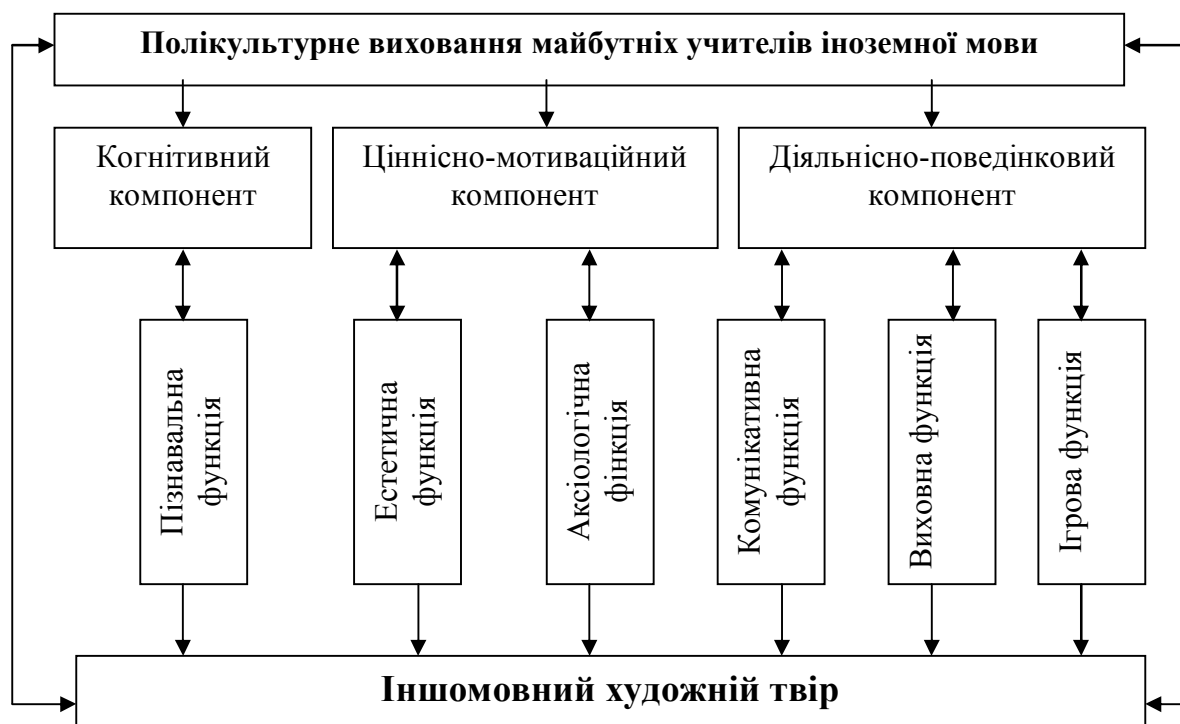 Полікультурне виховання майбутніх учителів іноземної мови
Когнітивний
компонент
Ціннісно-мотиваційний
компонент
Діяльнісно-поведінковий
компонент
Пізнавальна
функція
Естетична
функція
Аксіологічна
фінкція
Комунікативна
функція
Виховна функція
Ігрова функція
Іншомовний художній твір